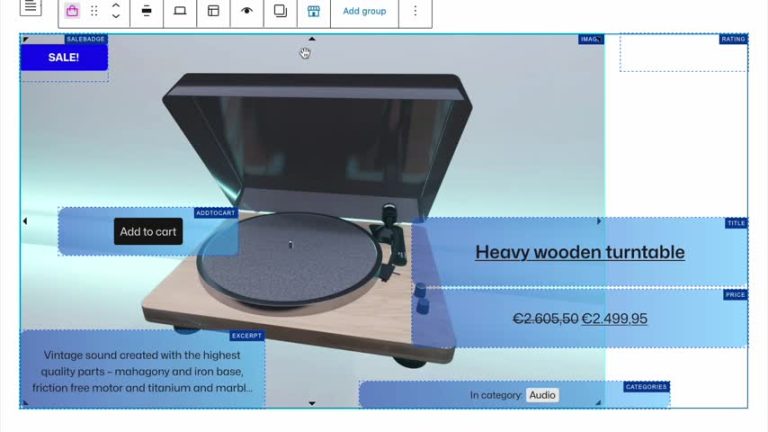 Add group
SALEBADGE
IMAGE
RATING
SALE!
ADDTOCART
Add to cart
TITLE
Heavy wooden turntable
PRICE
€2.605,50 €2.499.95
EXCERPT
Vintage sound created with the highest
quality parts – mahagony and iron base,
friction free motor and titanium and marbl...
CATEGORIES
In category: Audio